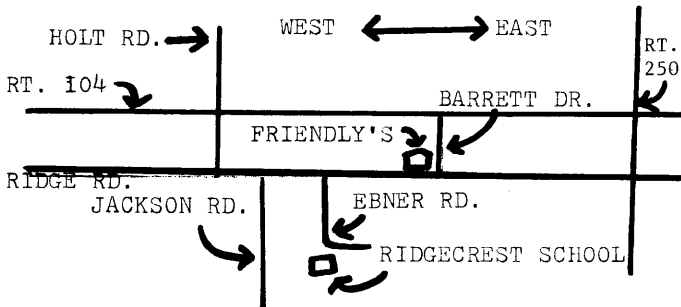 HOLT RD.
WEST
EAST
RT.
250
RT. 104
BARRETT DR.
FRIENDLY'S
RIDGE RD.
JACKSON RD.
EBNER RD.
RIDGECREST SCHOOL